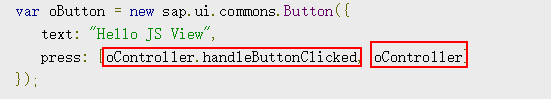 var oButton = new sap.ui.commons.Button({
text: "Hello JS View",
press: [oController.handleButtonClicked, oController]
});